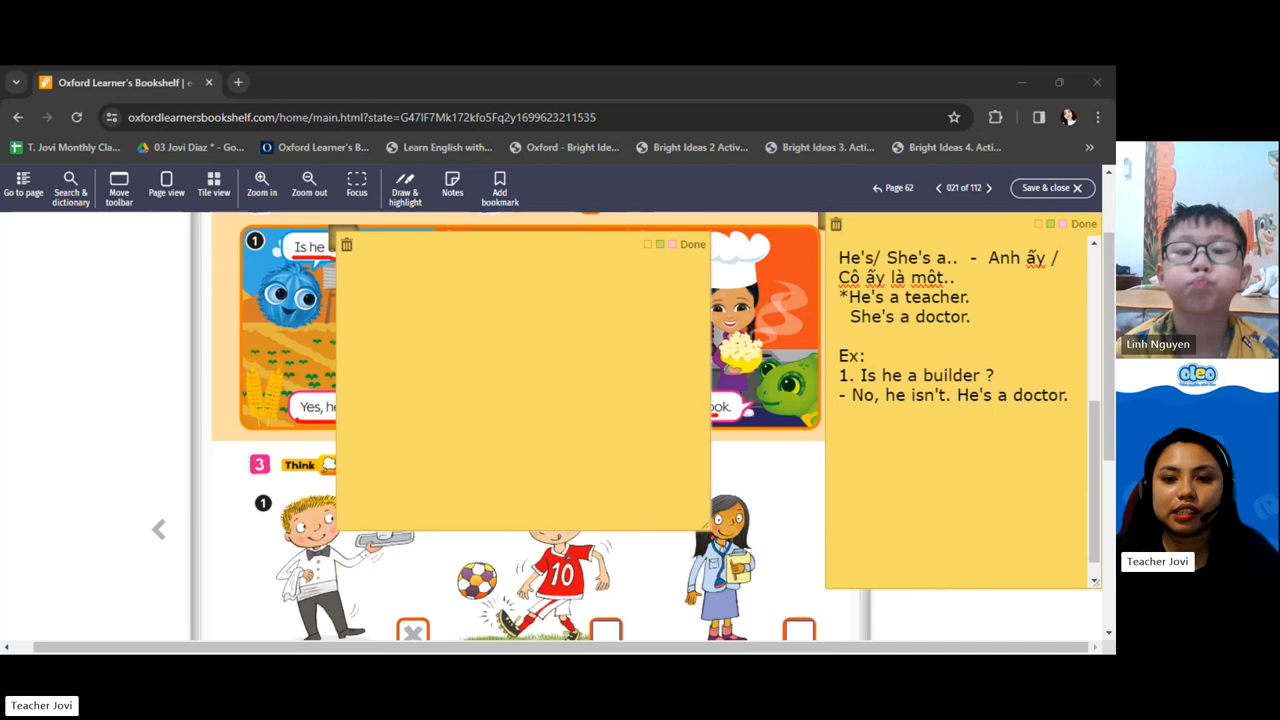 Oxford Learner's Bookshelf | e
oxfordlearnersbookshelf.com/home/main.html?state=G47IF7Mk172kfo5Fq2y1699623211535
T. Jovi Monthly Cla...
03 Jovi Diaz * - Go...
Oxford Learner's B...
Learn English with...
Oxford - Bright Ide...
Bright Ideas 2 Activ...
Bright Ideas 3. Acti...
Bright Ideas 4. Acti...
Go to page
Search & dictionary
Move toolbar
Page view
Tile view
Zoom in
Zoom out
Focus
Draw & highlight
Notes
Add bookmark
Page 62
021 of 112
Save & close
1
Is he
Yes, he
ook.
Done
Done
He's/ She's a.. - Anh ấy /
Cô ấy là một..
*He's a teacher.
She's a doctor.
Ex:
1. Is he a builder ?
- No, he isn't. He's a doctor.
3 Think
1
10
Linh Nguyen
oleo
Teacher Jovi
Teacher Jovi